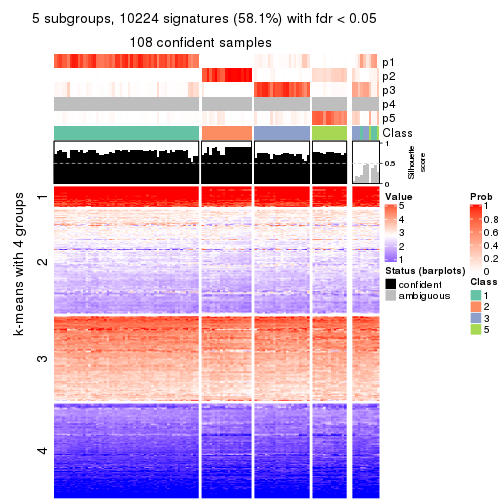 5 subgroups, 10224 signatures (58.1%) with fdr < 0.05
108 confident samples
p1
p2
p3
p4
p5
Class
1
0.5
0
Silhouette
score
k-means with 4 groups
1
2
3
4
Value
5
4
3
2
1
Status (barplots)
confident
ambiguous
Prob
1
0.8
0.6
0.4
0.2
0
Class
1
2
3
5